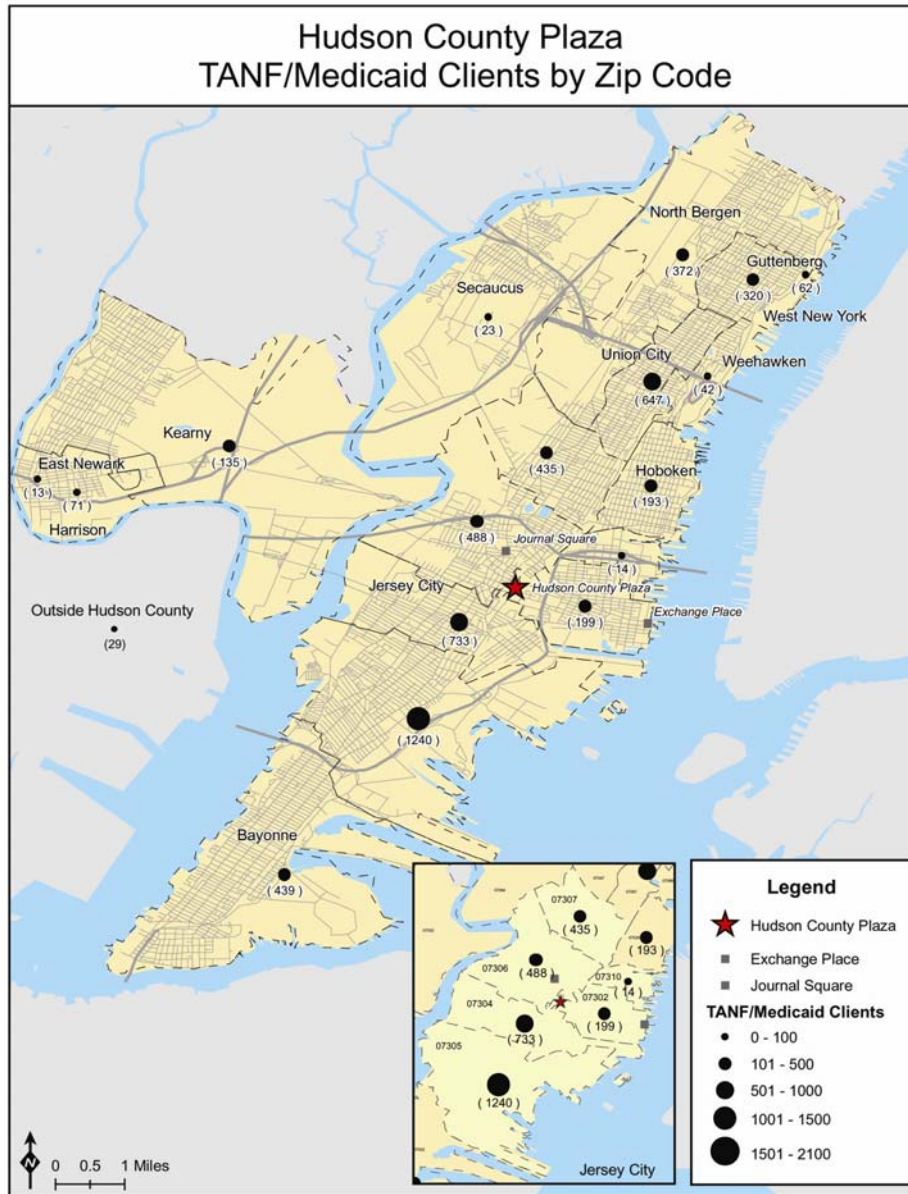 Hudson County Plaza
TANF/Medicaid Clients by Zip Code
North Bergen
( 372 )
Guttenberg
( 320 )
( 62 )
West New York
Secaucus
( 23 )
Union City
( 647 )
Weehawken
( 42 )
Kearny
( 135 )
East Newark
( 13 )
( 71 )
Harrison
( 435 )
Hoboken
( 193 )
( 488 )
Journal Square
( 14 )
Jersey City
Hudson County Plaza
( 199 )
Exchange Place
Outside Hudson County
(29)
( 733 )
( 1240 )
Bayonne
( 439 )
07307
( 435 )
( 193 )
07306
( 488 )
07310
( 14 )
07304
07302
( 199 )
( 733 )
07305
( 1240 )
Jersey City
Legend
Hudson County Plaza
Exchange Place
Journal Square
TANF/Medicaid Clients
0 - 100
101 - 500
501 - 1000
1001 - 1500
1501 - 2100
N
0 0.5 1 Miles